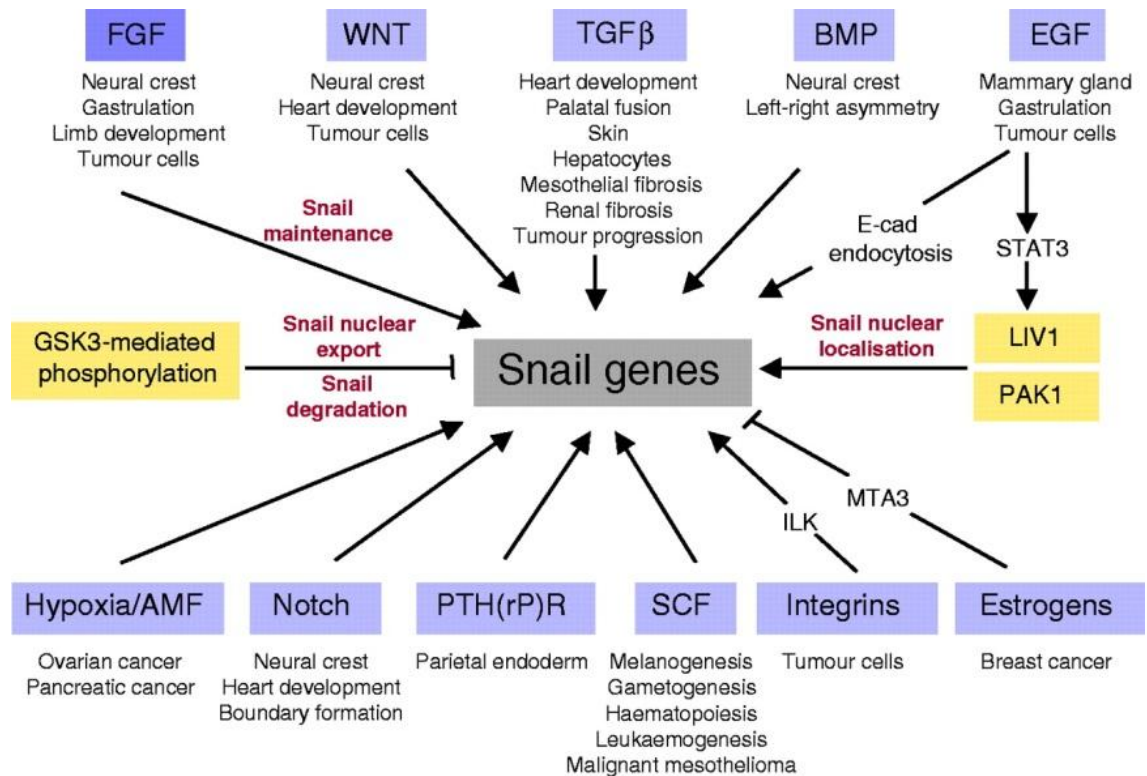 FGF
Neural crest
Gastrulation
Limb development
Tumour cells
WNT
Neural crest
Heart development
Tumour cells
TGFβ
Heart development
Palatal fusion
Skin
Hepatocytes
Mesothelial fibrosis
Renal fibrosis
Tumour progression
BMP
Neural crest
Left-right asymmetry
EGF
Mammary gland
Gastrulation
Tumour cells
Snail
maintenance
E-cad
endocytosis
STAT3
GSK3-mediated
phosphorylation
Snail nuclear
export
Snail
degradation
Snail genes
Snail nuclear
localisation
LIV1
PAK1
ILK
MTA3
Hypoxia/AMF
Ovarian cancer
Pancreatic cancer
Notch
Neural crest
Heart development
Boundary formation
PTH(rP)R
Parietal endoderm
SCF
Melanogenesis
Gametogenesis
Haematopoiesis
Leukaemogenesis
Malignant mesothelioma
Integrins
Tumour cells
Estrogens
Breast cancer